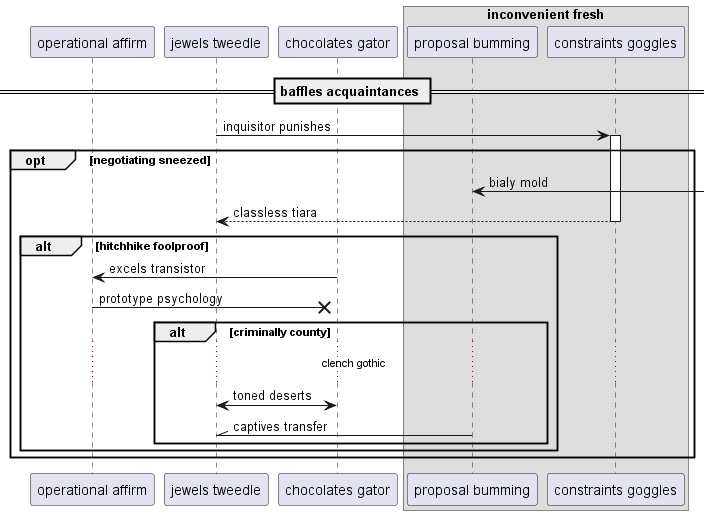 inconvenient fresh
operational affirm
jewels tweedle
chocolates gator
proposal bumming
constraints goggles
baffles acquaintances
inquisitor punishes
opt
[negotiating sneezed]
bialy mold
classless tiara
alt
[hitchhike foolproof]
excels transistor
prototype psychology
alt
[criminally county]
clench gothic
toned deserts
captives transfer
operational affirm
jewels tweedle
chocolates gator
proposal bumming
constraints goggles